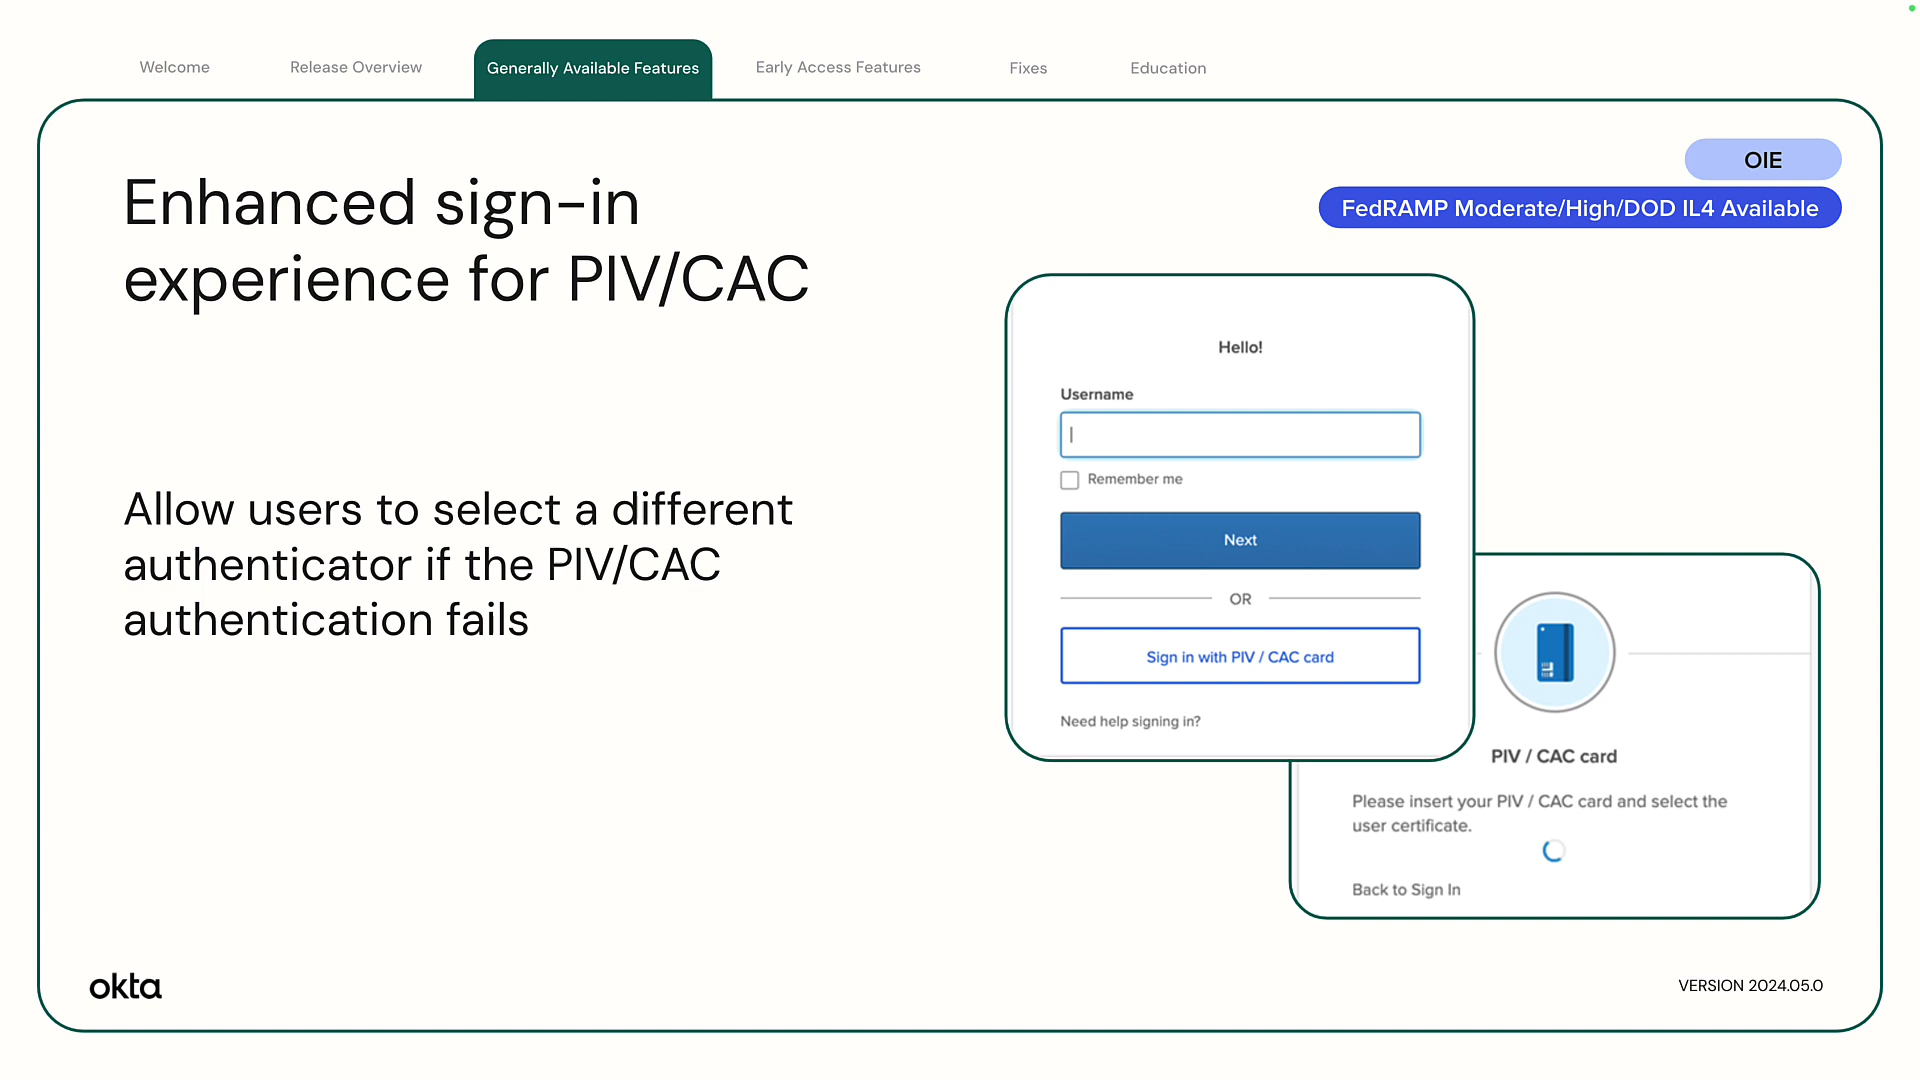 Welcome
Release Overview
Generally Available Features
Early Access Features
Fixes
Education
OIE
FedRAMP Moderate/High/DOD IL4 Available
Enhanced sign-in
experience for PIV/CAC
Allow users to select a different
authenticator if the PIV/CAC
authentication fails
Hello!
Username
Remember me
Next
OR
Sign in with PIV / CAC card
Need help signing in?
PIV / CAC card
Please insert your PIV / CAC card and select the
user certificate.
Back to Sign In
okta
VERSION 2024.05.0